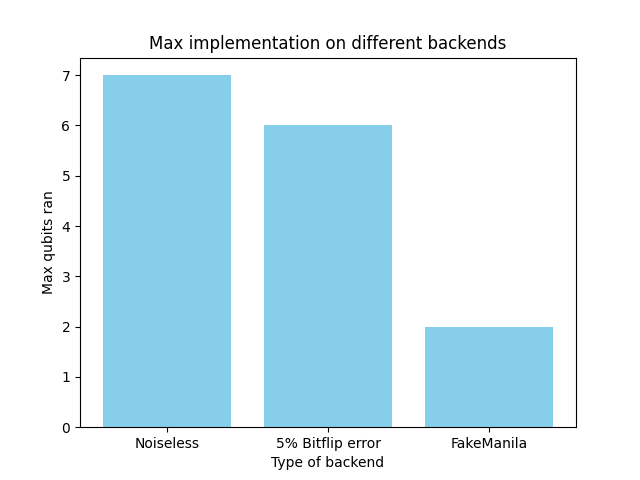 Max implementation on different backends
Max qubits ran
7
6
5
4
3
2
1
0
Noiseless
5% Bitflip error
FakeManila
Type of backend